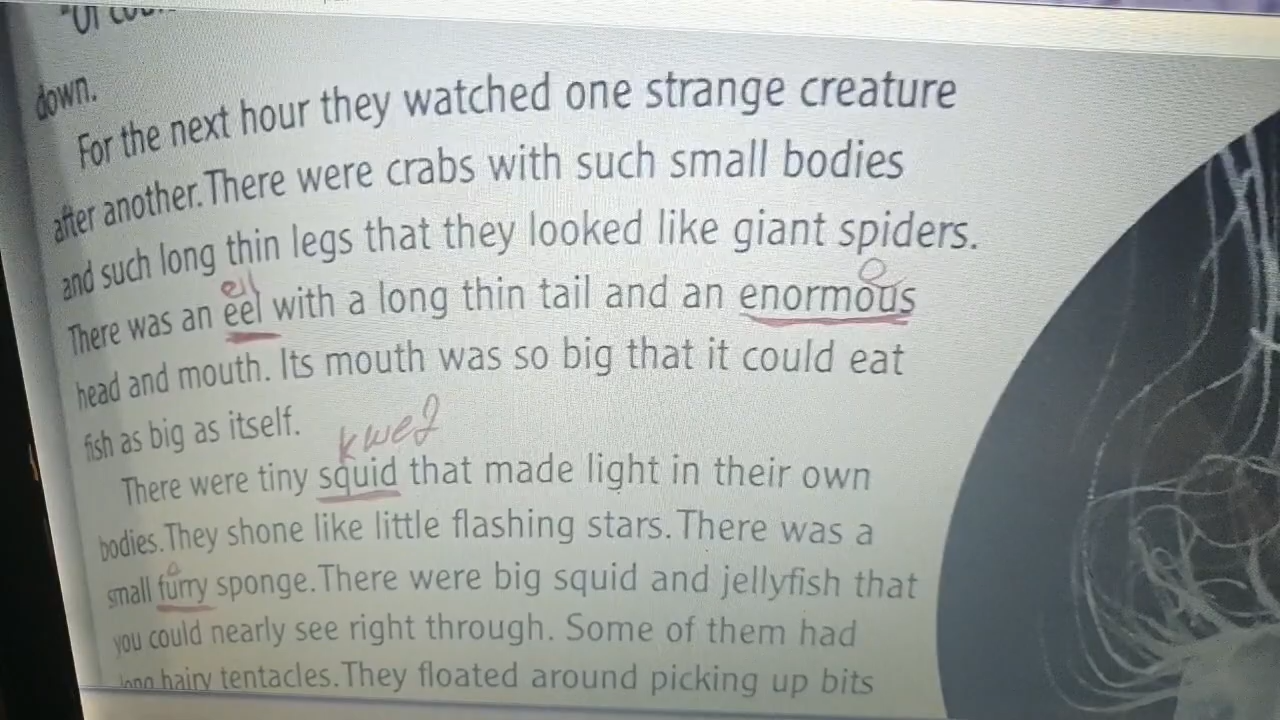 down.
For the next hour they watched one strange creature
after another. There were crabs with such small bodies
and such long thin legs that they looked like giant spiders.
el
There was an eel with a long thin tail and an enormous
head and mouth. Its mouth was so big that it could eat
fish as big as itself.
There were tiny squid that made light in their own
bodies. They shone like little flashing stars. There was a
small furry sponge. There were big squid and jellyfish that
you could nearly see right through. Some of them had
long hairy tentacles. They floated around picking up bits